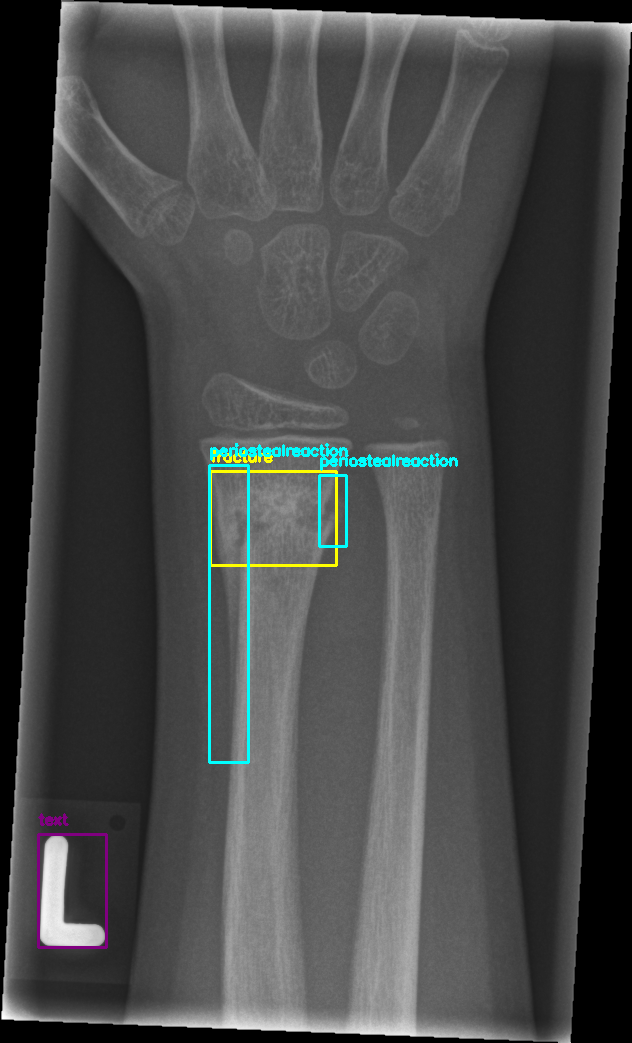 periostealreaction
fracture
periostealreaction
text
L